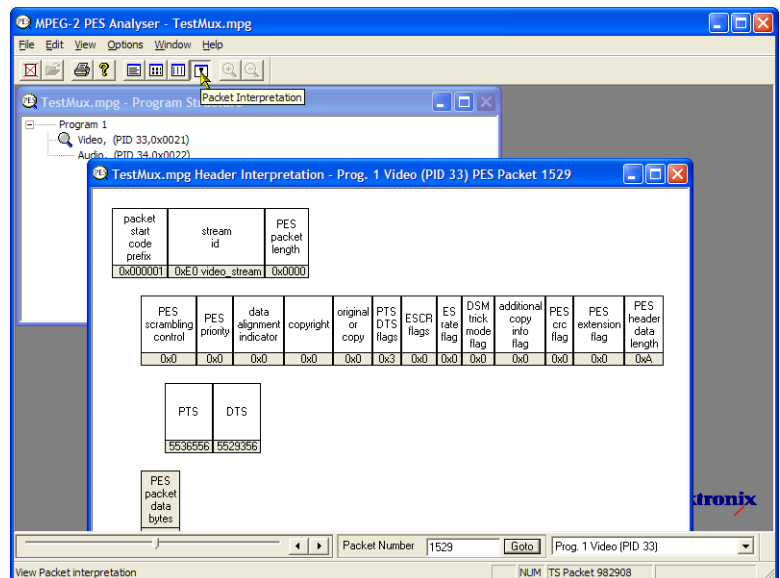 MPEG-2 PES Analyser - TestMux.mpg
File Edit View Options Window Help
Packet Interpretation
TestMux.mpg - Program Structure
Program 1
Video, (PID 33,0x0021)
Audio, (PID 34,0x0022)
TestMux.mpg Header Interpretation - Prog. 1 Video (PID 33) PES Packet 1529
packet
start
code
prefix
stream
id
PES
packet
length
0x000001 0xE0 video_stream 0x0000
PES
scrambling
control
PES
priority
data
alignment
indicator
copyright
original
or
copy
PTS
DTS
flags
ESCR
flags
ES
rate
flag
DSM
trick
mode
flag
additional
copy
info
flag
PES
crc
flag
PES
extension
flag
PES
header
data
length
0x0 0x0 0x0 0x0 0x0 0x3 0x0 0x0 0x0 0x0 0x0 0x0 0xA
PTS DTS
5536556 5529356
PES
packet
data
bytes
tronix
Packet Number 1529 Goto Prog. 1 Video (PID 33)
View Packet interpretation NUM TS Packet 982908